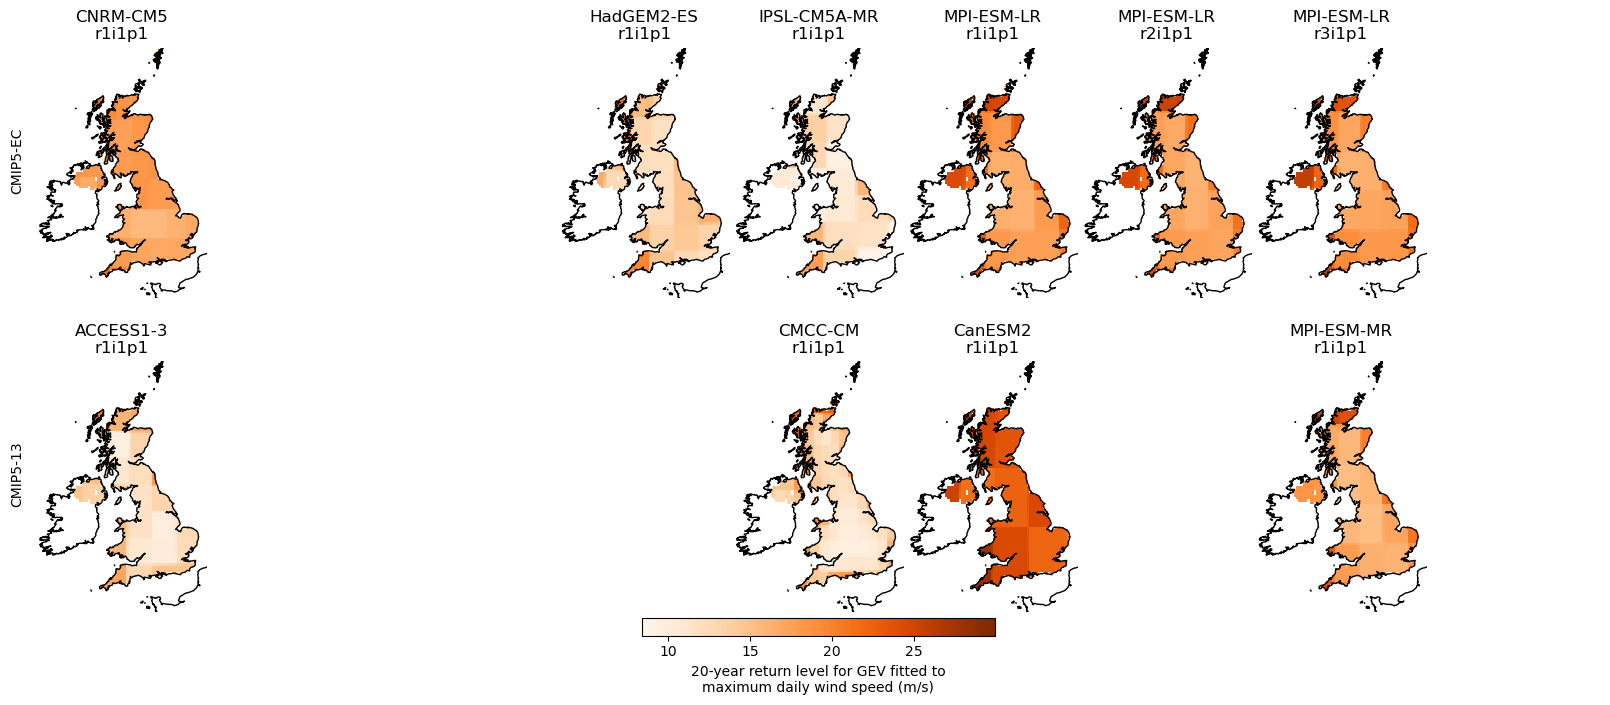 CNRM-CM5
r1i1p1
HadGEM2-ES
r1i1p1
IPSL-CM5A-MR
r1i1p1
MPI-ESM-LR
r1i1p1
MPI-ESM-LR
r2i1p1
MPI-ESM-LR
r3i1p1
CMIP5-EC
ACCESS1-3
r1i1p1
CMCC-CM
r1i1p1
CanESM2
r1i1p1
MPI-ESM-MR
r1i1p1
CMIP5-13
10 15 20 25
20-year return level for GEV fitted to
maximum daily wind speed (m/s)